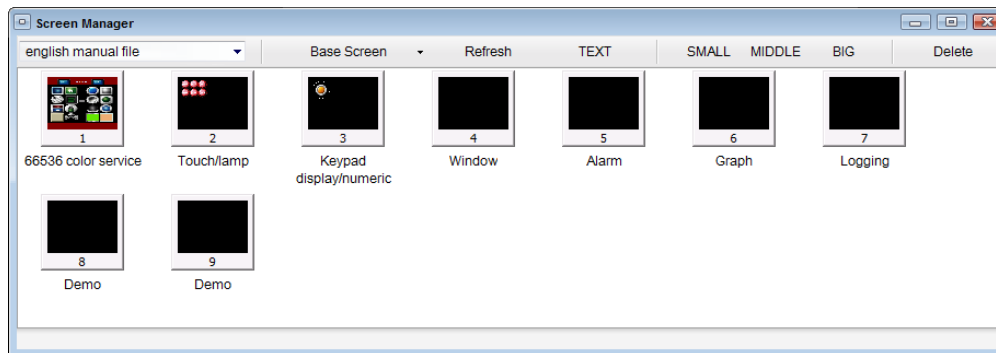 Screen Manager
english manual file Base Screen Refresh TEXT SMALL MIDDLE BIG Delete
1 2 3 4 5 6 7
66536 color service Touch/lamp Keypad display/numeric Window Alarm Graph Logging
8 9
Demo Demo